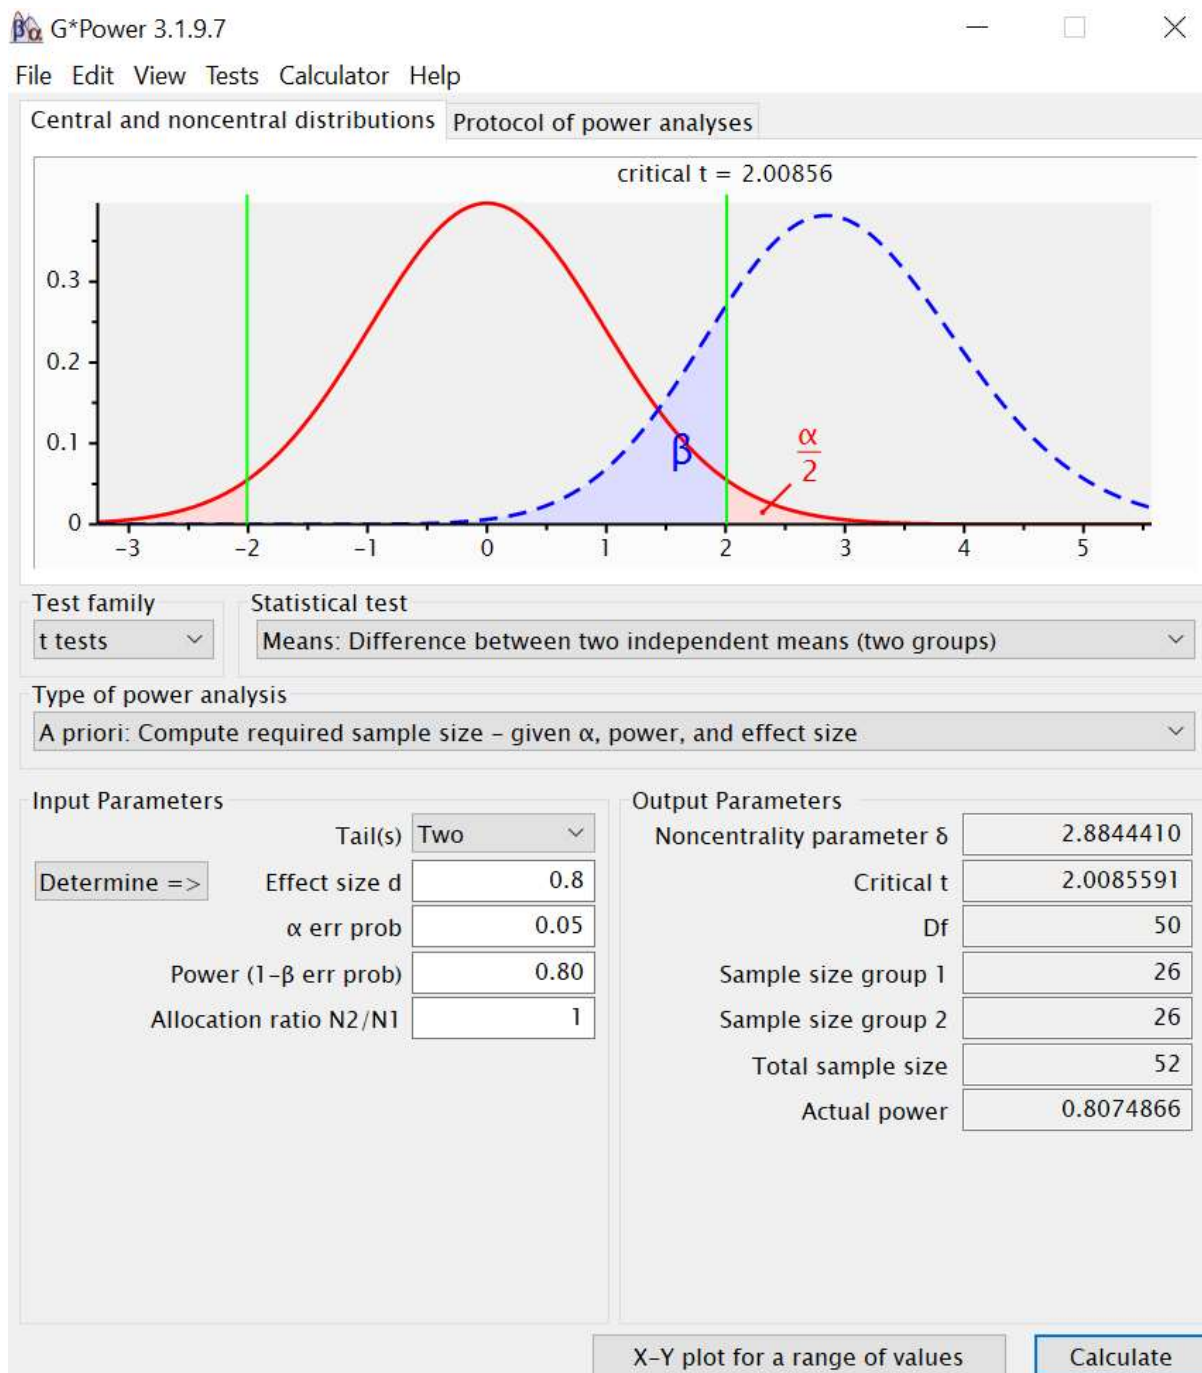 G*Power 3.1.9.7
File Edit View Tests Calculator Help
Central and noncentral distributions Protocol of power analyses
critical t = 2.00856
0.3
0.2
0.1
0
β
α
2
-3 -2 -1 0 1 2 3 4 5
Test family Statistical test
t tests Means: Difference between two independent means (two groups)
Type of power analysis
A priori: Compute required sample size – given α, power, and effect size
Input Parameters Output Parameters
Tail(s) Two Noncentrality parameter δ 2.8844410
Determine => Effect size d 0.8 Critical t 2.0085591
α err prob 0.05 Df 50
Power (1-β err prob) 0.80 Sample size group 1 26
Allocation ratio N2/N1 1 Sample size group 2 26
Total sample size 52
Actual power 0.8074866
X-Y plot for a range of values Calculate